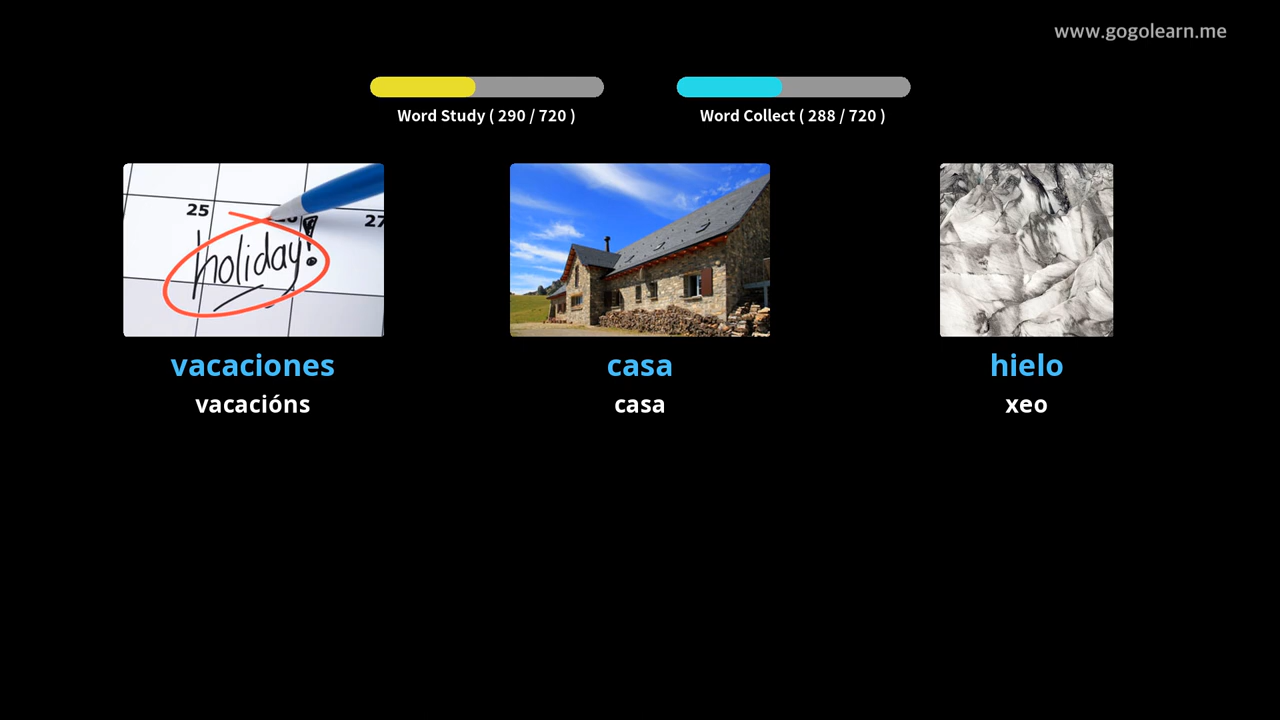 www.gogolearn.me
Word Study ( 290 / 720 )
Word Collect ( 288 / 720 )
25
27
holiday!
vacaciones
casa
hielo
vacacións
casa
xeo